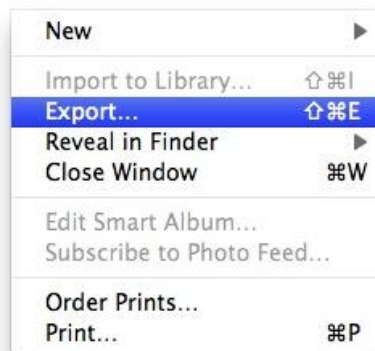 New ▶
Import to Library... ⇧⌘I
Export... ⇧⌘E
Reveal in Finder ▶
Close Window ⌘W
Edit Smart Album...
Subscribe to Photo Feed...
Order Prints...
Print... ⌘P